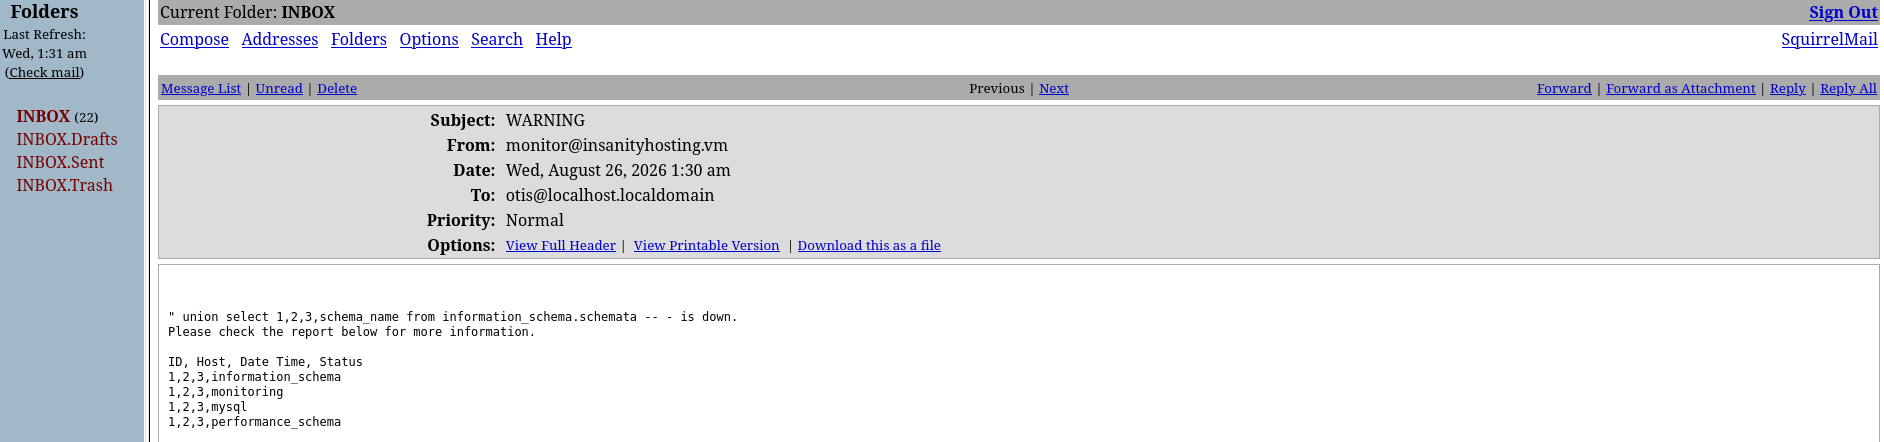 Folders
Last Refresh:
Wed, 1:31 am
(Check mail)
INBOX (22)
INBOX.Drafts
INBOX.Sent
INBOX.Trash
Current Folder: INBOX Sign Out
Compose Addresses Folders Options Search Help SquirrelMail
Message List | Unread | Delete Previous | Next Forward | Forward as Attachment | Reply | Reply All
Subject: WARNING
From: monitor@insanityhosting.vm
Date: Wed, August 26, 2026 1:30 am
To: otis@localhost.localdomain
Priority: Normal
Options: View Full Header | View Printable Version | Download this as a file
" union select 1,2,3,schema_name from information_schema.schemata -- - is down.
Please check the report below for more information.
ID, Host, Date Time, Status
1,2,3,information_schema
1,2,3,monitoring
1,2,3,mysql
1,2,3,performance_schema